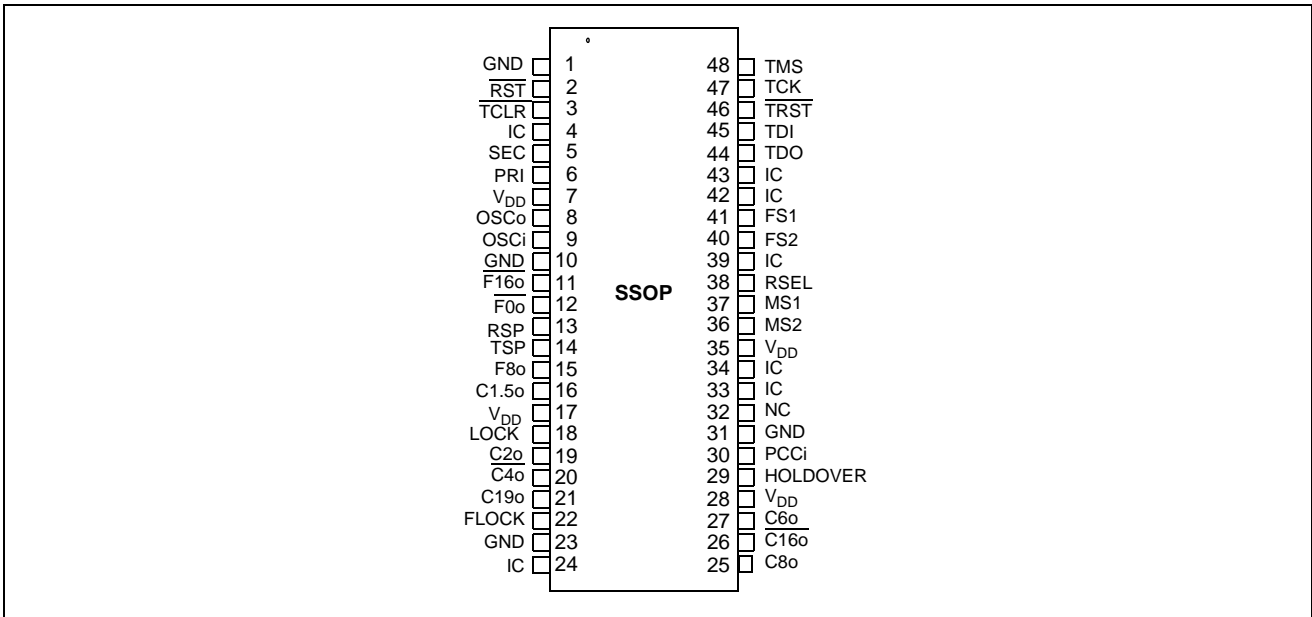 GND 1 48 TMS
RST 2 47 TCK
TCLR 3 46 TRST
IC 4 45 TDI
SEC 5 44 TDO
PRI 6 43 IC
VDD 7 42 IC
OSCo 8 41 FS1
OSCi 9 40 FS2
GND 10 39 IC
F16o 11 38 RSEL
SSOP
F0o 12 37 MS1
RSP 13 36 MS2
TSP 14 35 VDD
F8o 15 34 IC
C1.5o 16 33 IC
VDD 17 32 NC
LOCK 18 31 GND
C2o 19 30 PCCi
C4o 20 29 HOLDOVER
C19o 21 28 VDD
FLOCK 22 27 C6o
GND 23 26 C16o
IC 24 25 C8o